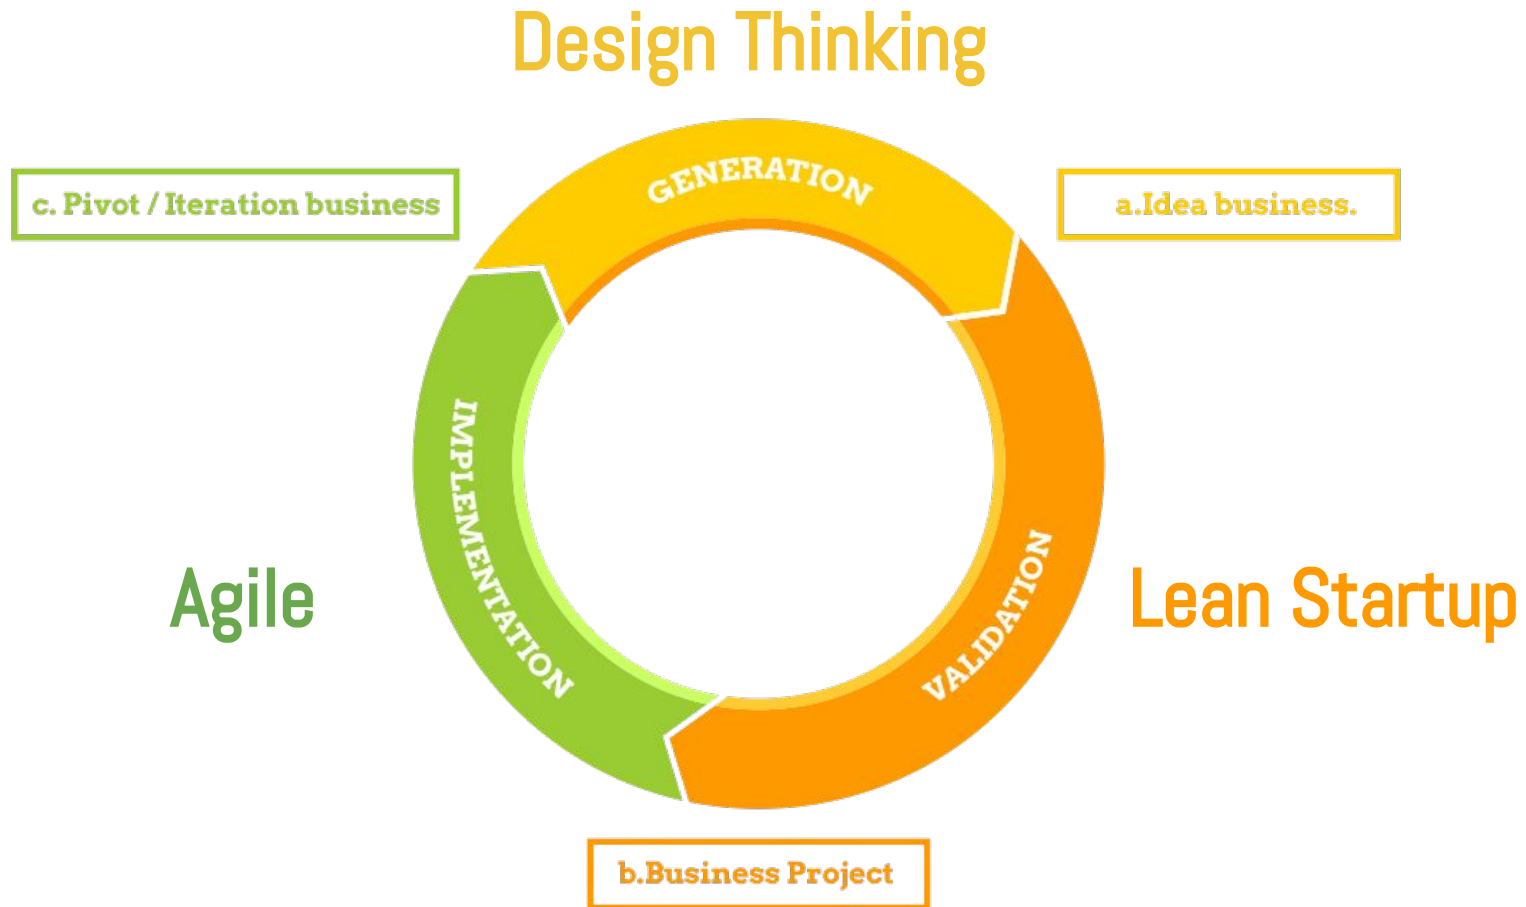 Design Thinking
GENERATION
c. Pivot / Iteration business
a.Idea business.
IMPLEMENTATION
VALIDATION
Agile
Lean Startup
b.Business Project